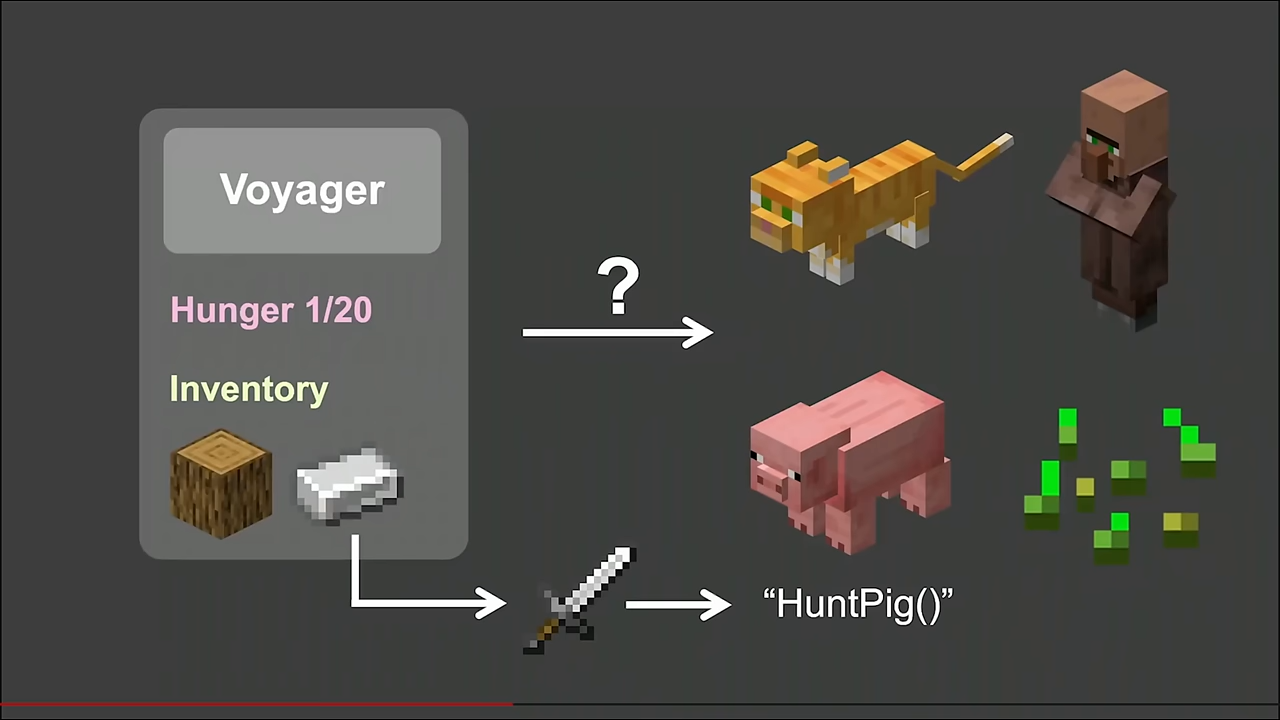 Voyager
Hunger 1/20
Inventory
?
“HuntPig()”